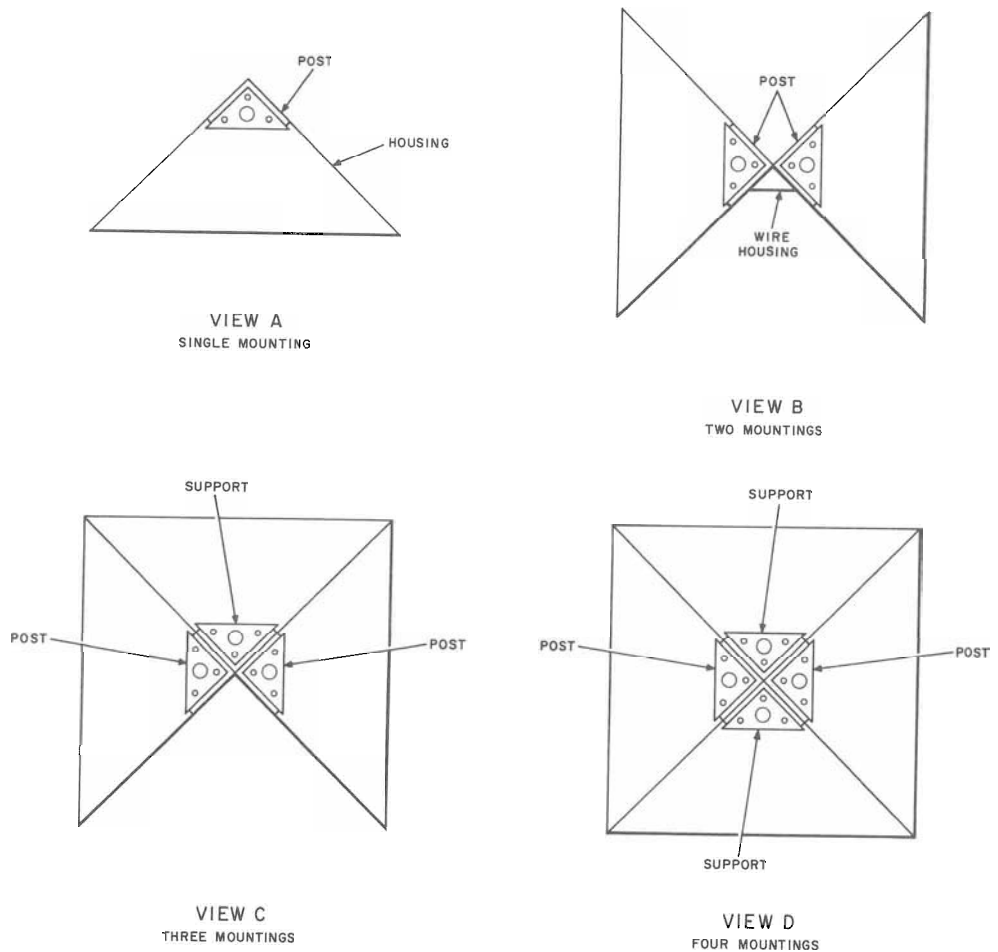 POST
HOUSING
VIEW A
SINGLE MOUNTING
POST
WIRE
HOUSING
VIEW B
TWO MOUNTINGS
SUPPORT
POST
POST
VIEW C
THREE MOUNTINGS
SUPPORT
POST
POST
SUPPORT
VIEW D
FOUR MOUNTINGS